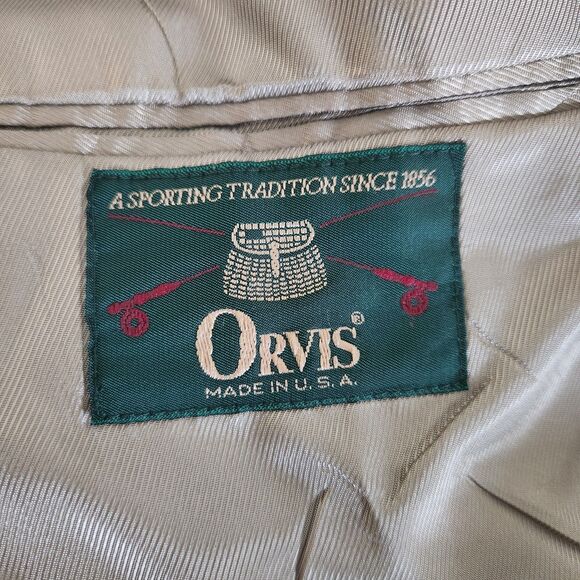 A SPORTING TRADITION SINCE 1856
ORVIS®
MADE IN U.S.A.